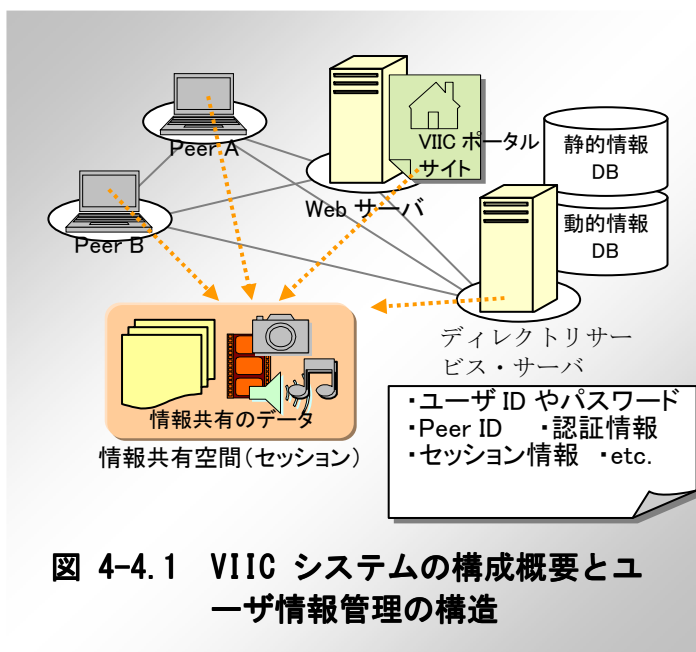 Peer A
Peer B
VIIC ポータル
サイト
Web サーバ
静的情報
DB
動的情報
DB
ディレクトリサー
ビス・サーバ
情報共有のデータ
情報共有空間(セッション)
・ユーザ ID やパスワード
・Peer ID ・認証情報
・セッション情報 ・etc.
図 4-4.1 VIIC システムの構成概要とユ
ーザ情報管理の構造